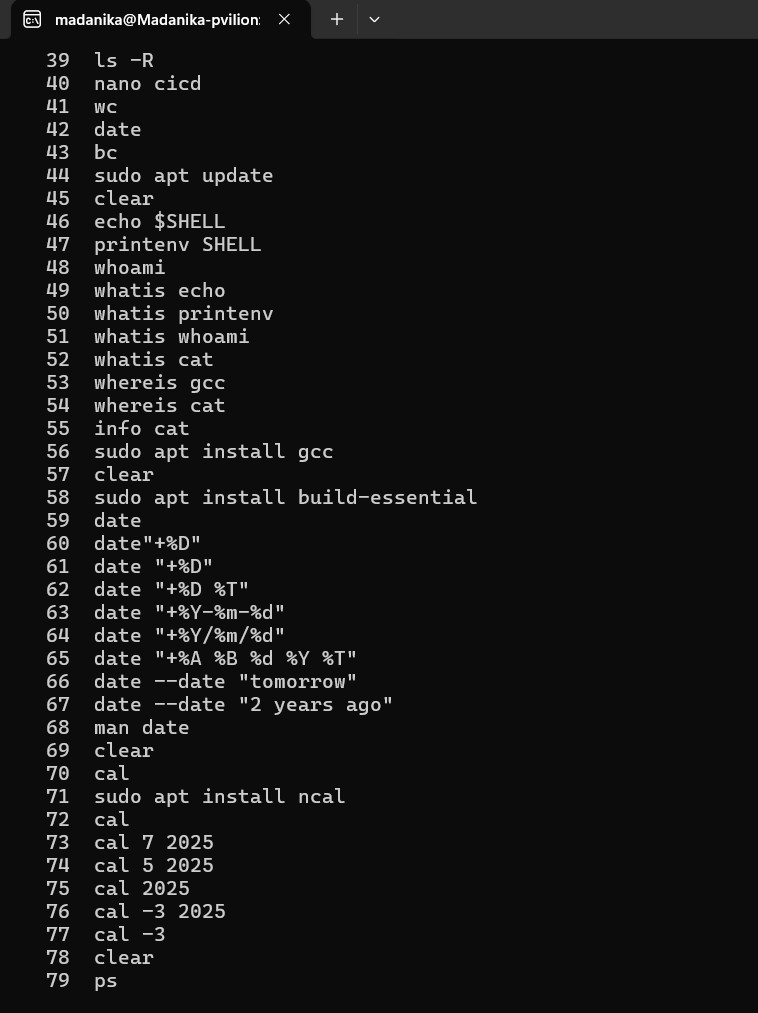 madanika@Madanika-pvilion:
39 ls -R
40 nano cicd
41 wc
42 date
43 bc
44 sudo apt update
45 clear
46 echo $SHELL
47 printenv SHELL
48 whoami
49 whatis echo
50 whatis printenv
51 whatis whoami
52 whatis cat
53 whereis gcc
54 whereis cat
55 info cat
56 sudo apt install gcc
57 clear
58 sudo apt install build-essential
59 date
60 date"+%D"
61 date "+%D"
62 date "+%D %T"
63 date "+%Y-%m-%d"
64 date "+%Y/%m/%d"
65 date "+%A %B %d %Y %T"
66 date --date "tomorrow"
67 date --date "2 years ago"
68 man date
69 clear
70 cal
71 sudo apt install ncal
72 cal
73 cal 7 2025
74 cal 5 2025
75 cal 2025
76 cal -3 2025
77 cal -3
78 clear
79 ps